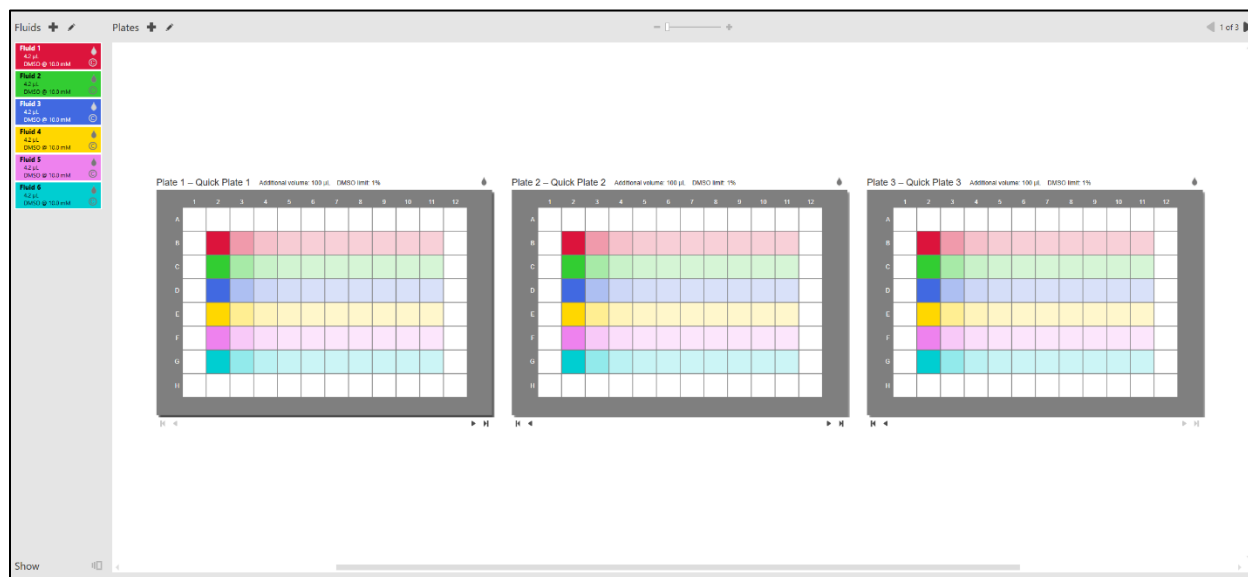 Fluids
Plates
1 of 3
Fluid 1
4.2 µL
DMSO @ 10.0 mM
Fluid 2
4.2 µL
DMSO @ 10.0 mM
Fluid 3
4.2 µL
DMSO @ 10.0 mM
Fluid 4
4.2 µL
DMSO @ 10.0 mM
Fluid 5
4.2 µL
DMSO @ 10.0 mM
Fluid 6
4.2 µL
DMSO @ 10.0 mM
Plate 1 – Quick Plate 1 Additional volume: 100 µL DMSO limit: 1%
1 2 3 4 5 6 7 8 9 10 11 12
A
B
C
D
E
F
G
H
Plate 2 – Quick Plate 2 Additional volume: 100 µL DMSO limit: 1%
1 2 3 4 5 6 7 8 9 10 11 12
A
B
C
D
E
F
G
H
Plate 3 – Quick Plate 3 Additional volume: 100 µL DMSO limit: 1%
1 2 3 4 5 6 7 8 9 10 11 12
A
B
C
D
E
F
G
H
Show